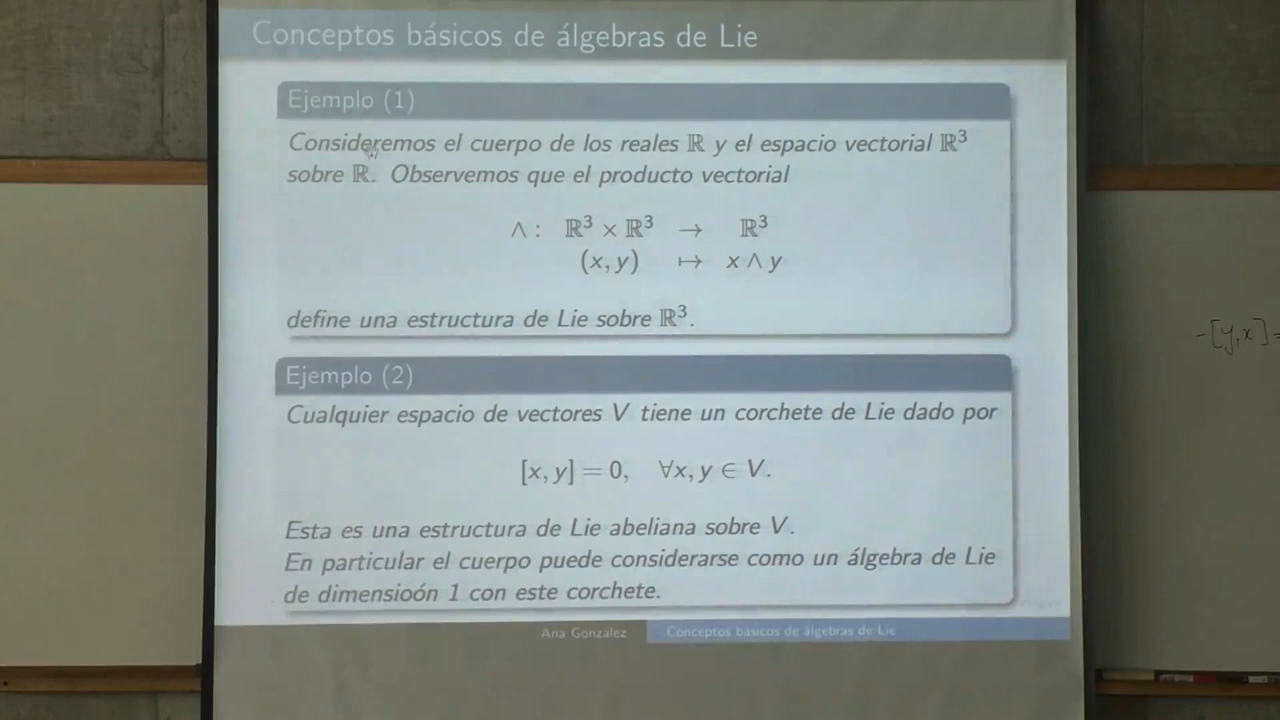 Conceptos básicos de álgebras de Lie
Ejemplo (1)
Consideremos el cuerpo de los reales ℝ y el espacio vectorial ℝ³
sobre ℝ. Observemos que el producto vectorial
∧ : ℝ³ × ℝ³ → ℝ³
(x, y) ↦ x ∧ y
define una estructura de Lie sobre ℝ³.
-[y,x]=
Ejemplo (2)
Cualquier espacio de vectores V tiene un corchete de Lie dado por
[x, y] = 0, ∀x, y ∈ V.
Esta es una estructura de Lie abeliana sobre V.
En particular el cuerpo puede considerarse como un álgebra de Lie
de dimensioón 1 con este corchete.
Ana González Conceptos básicos de álgebras de Lie